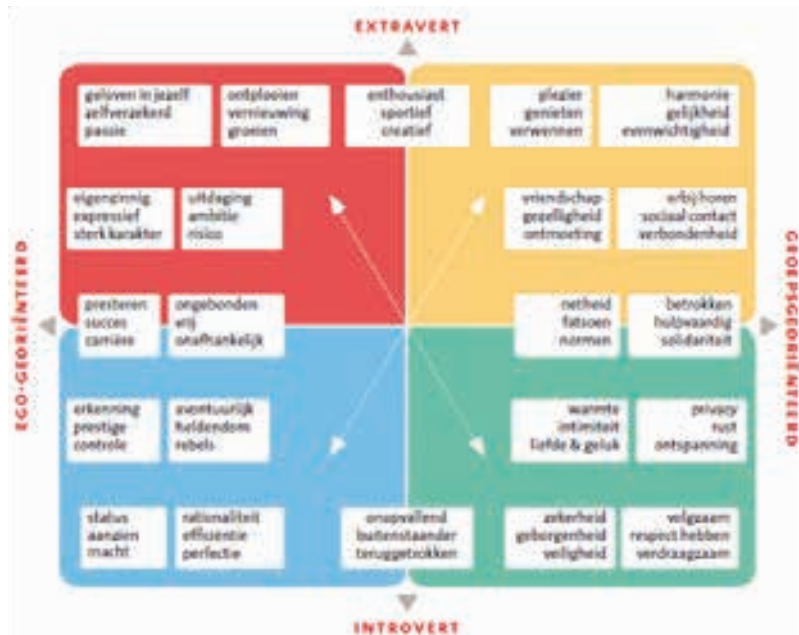 EXTRAVERT
geloven in jezelf
zelfverzekerd
passie
ontplooien
vernieuwing
groeien
enthousiast
sportief
creatief
plezier
genieten
verwennen
harmonie
gelijkheid
evenwichtigheid
eigenzinnig
expressief
sterk karakter
uitdaging
ambitie
risico
vriendschap
gezelligheid
ontmoeting
erbij horen
sociaal contact
verbondenheid
EGO-GEORIËNTEERD
GROEPSGEORIËNTEERD
presteren
succes
carrière
ongebonden
vrij
onafhankelijk
netheid
fatsoen
normen
betrokken
hulpvaardig
solidariteit
erkenning
prestige
controle
avontuurlijk
heldendom
rebels
warmte
intimiteit
liefde & geluk
privacy
rust
ontspanning
status
aanzien
macht
rationaliteit
efficiëntie
perfectie
onopvallend
buitenstaander
teruggetrokken
zekerheid
geborgenheid
veiligheid
volgzaam
respect hebben
verdraagzaam
INTROVERT